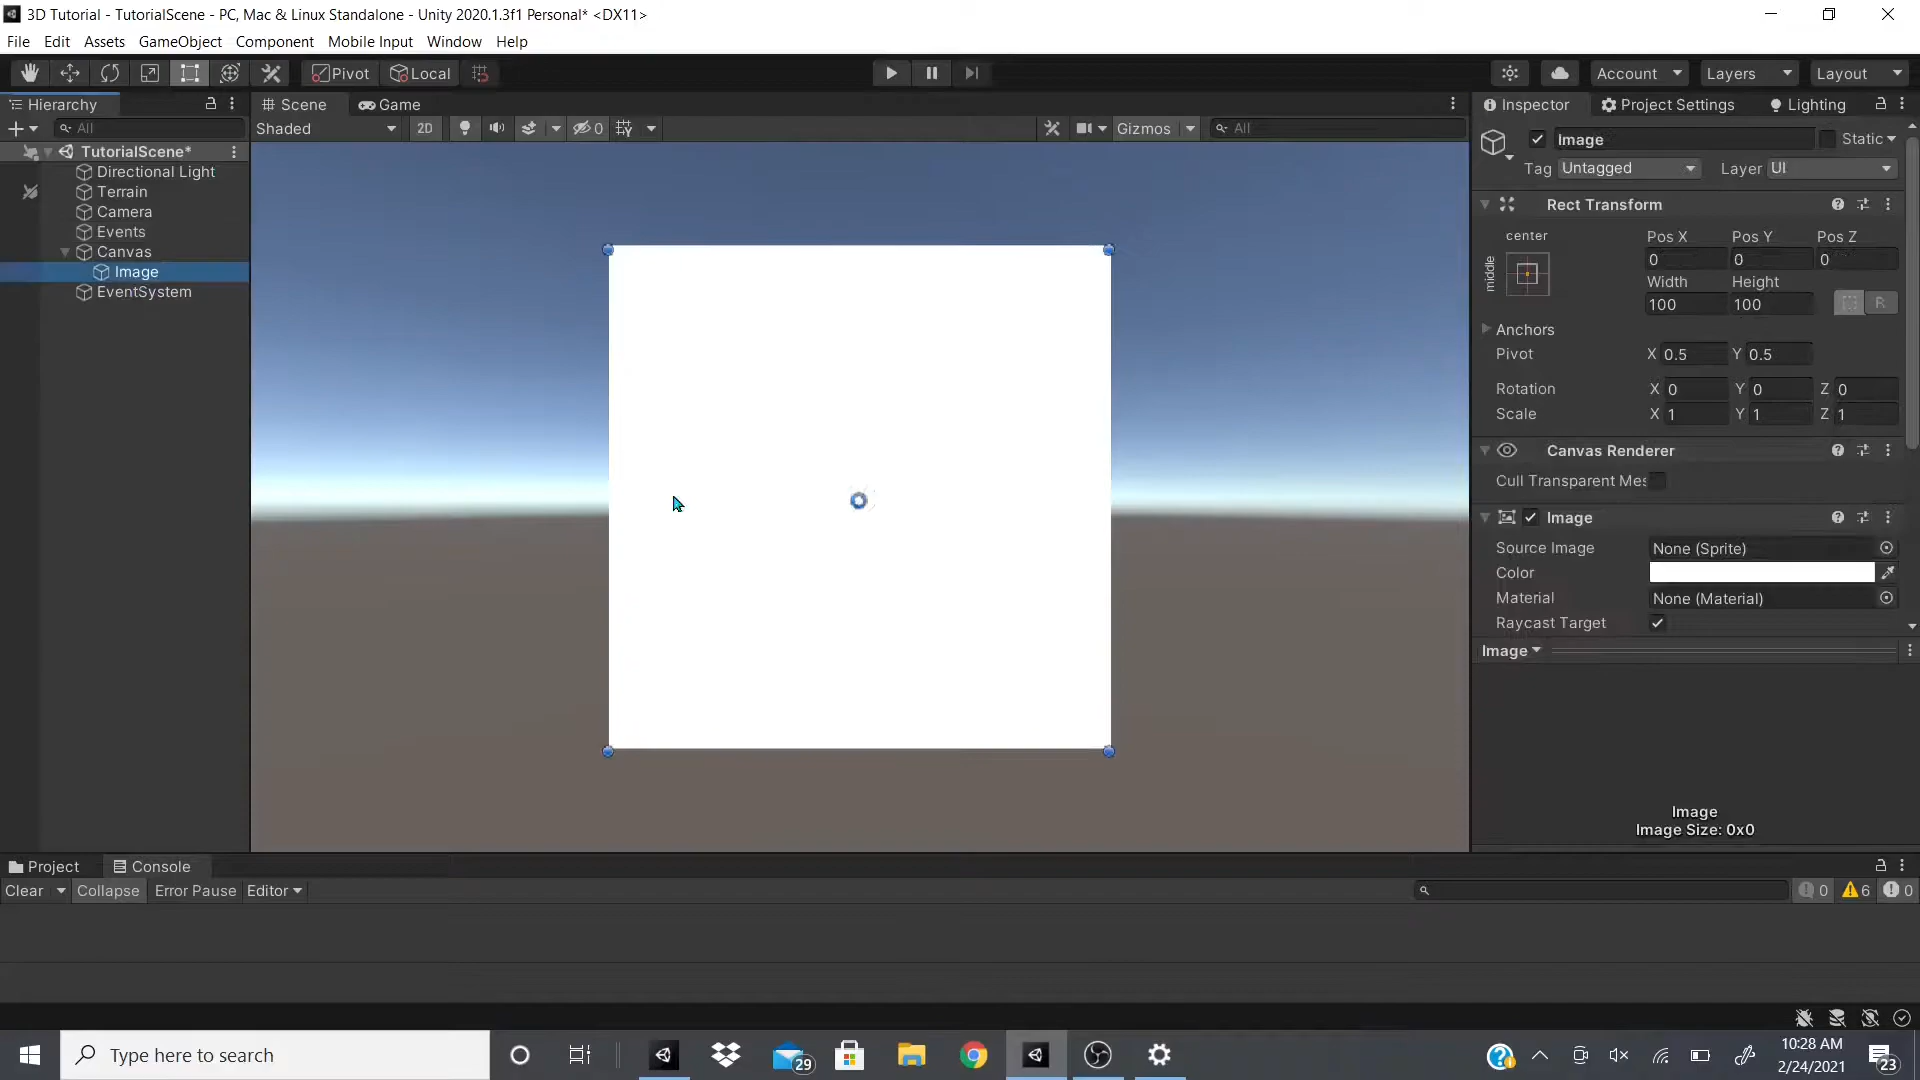 3D Tutorial - TutorialScene - PC, Mac & Linux Standalone - Unity 2020.1.3f1 Personal* <DX11>
File Edit Assets GameObject Component Mobile Input Window Help
Pivot Local Account Layers Layout
Hierarchy Scene Game Inspector Project Settings Lighting
All Shaded 2D 0 Gizmos All
Image Static
Tag Untagged Layer UI
TutorialScene*
Directional Light
Terrain
Camera
Events
Canvas
Image
EventSystem
Rect Transform
center
middle
Pos X Pos Y Pos Z
0 0 0
Width Height
100 100 R
Anchors
Pivot X 0.5 Y 0.5
Rotation X 0 Y 0 Z 0
Scale X 1 Y 1 Z 1
Canvas Renderer
Cull Transparent Mes
Image
Source Image None (Sprite)
Color
Material None (Material)
Raycast Target
Image
Image
Image Size: 0x0
Project Console
Clear Collapse Error Pause Editor 0 6 0
Type here to search 29 10:28 AM
2/24/2021 23